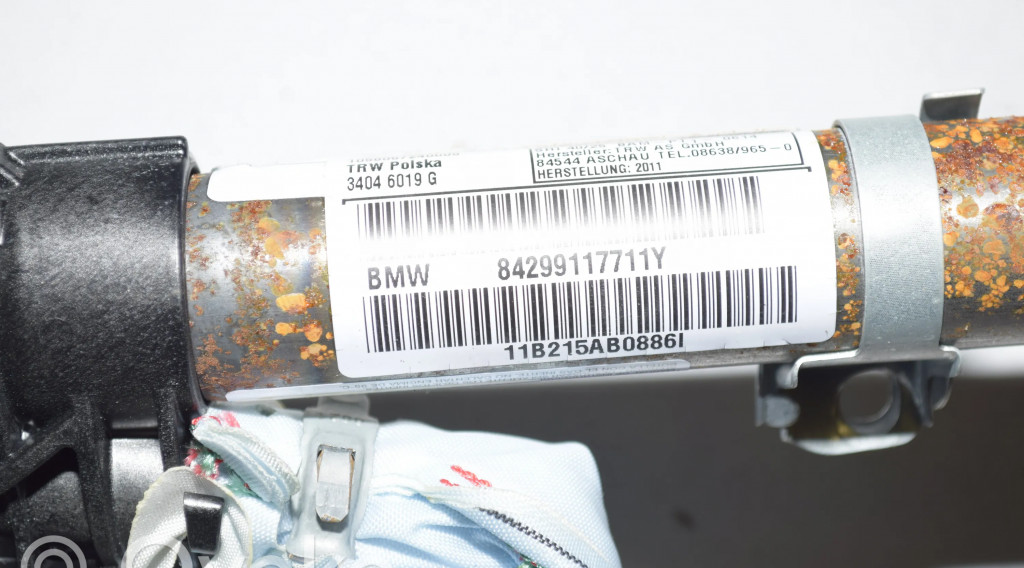 TRW Polska
3404 6019 G
Hersteller: TRW AS GmbH
84544 ASCHAU TEL.08638/965-0
HERSTELLUNG: 2011
BMW 84299117711Y
11B215AB0886I